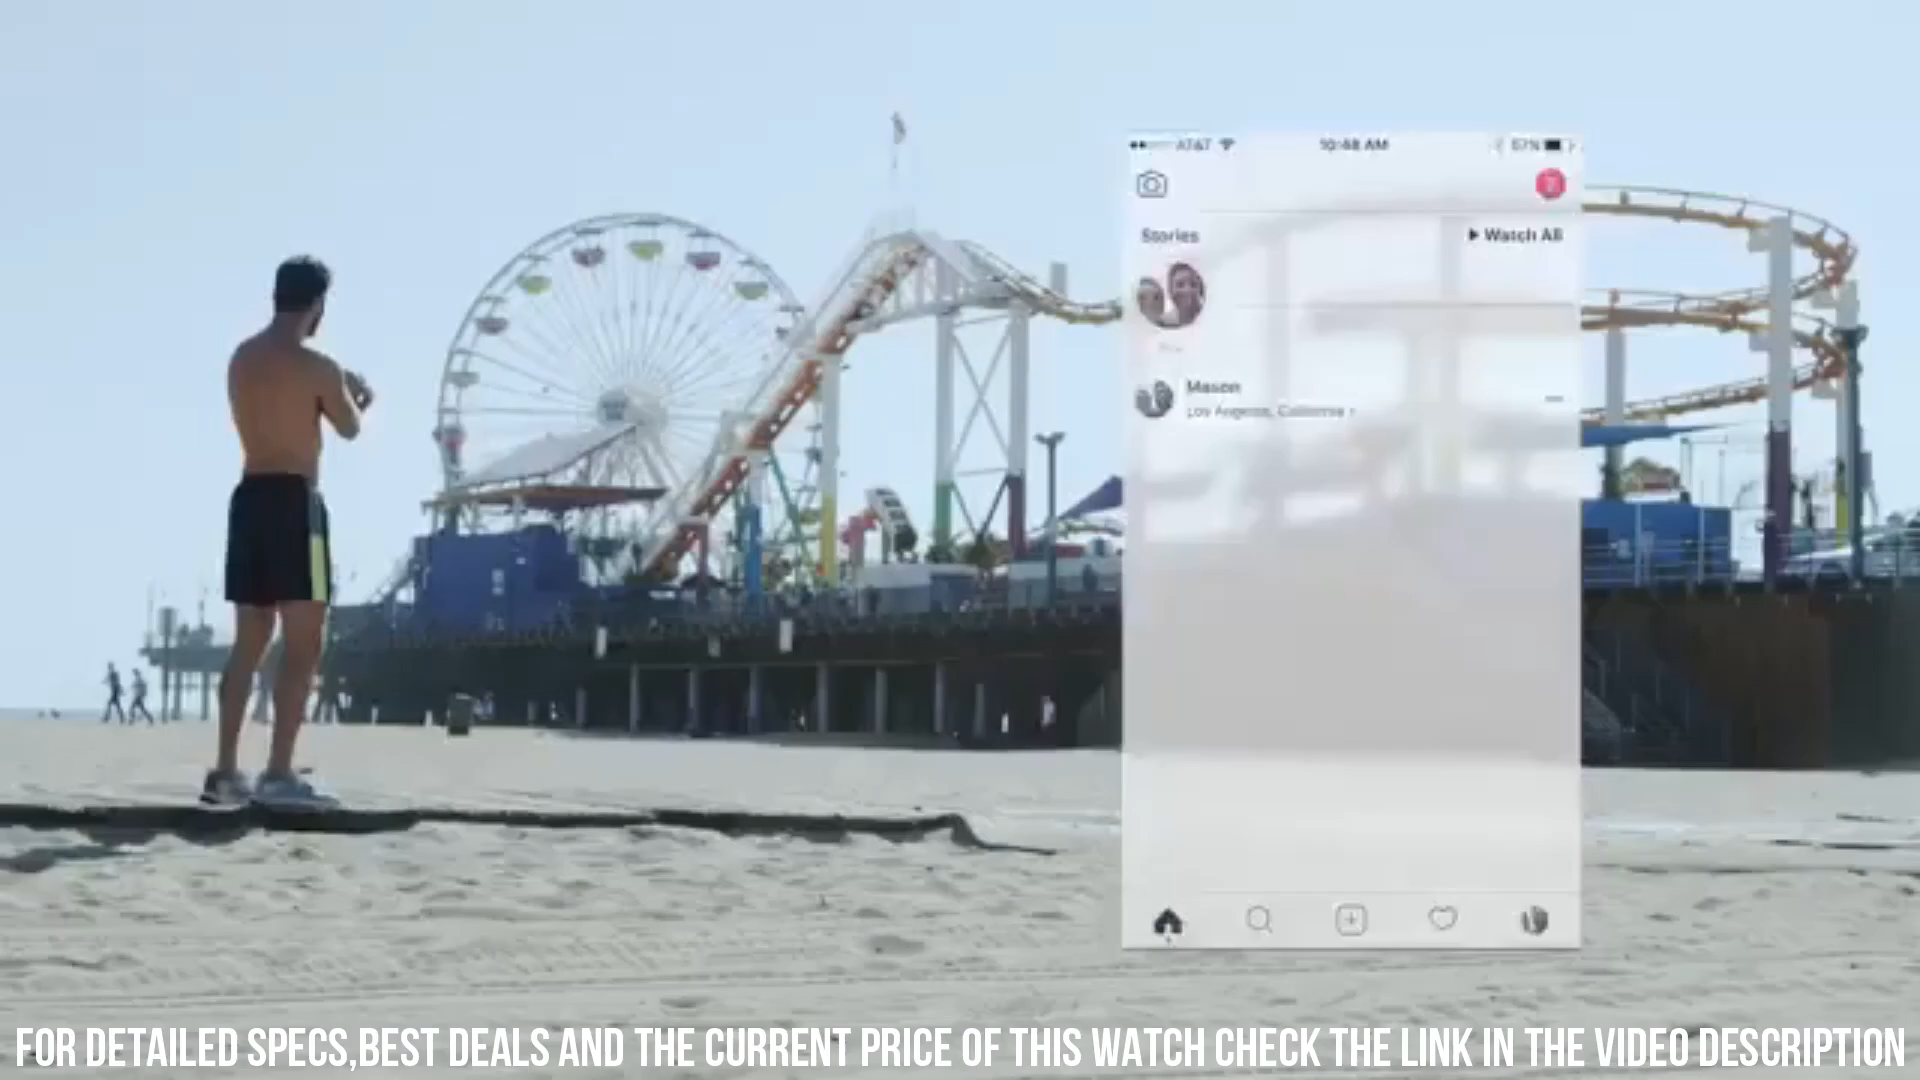 AT&T 10:48 AM 57%
Stories
Watch All
Mason
Los Angeles, California
FOR DETAILED SPECS,BEST DEALS AND THE CURRENT PRICE OF THIS WATCH CHECK THE LINK IN THE VIDEO DESCRIPTION